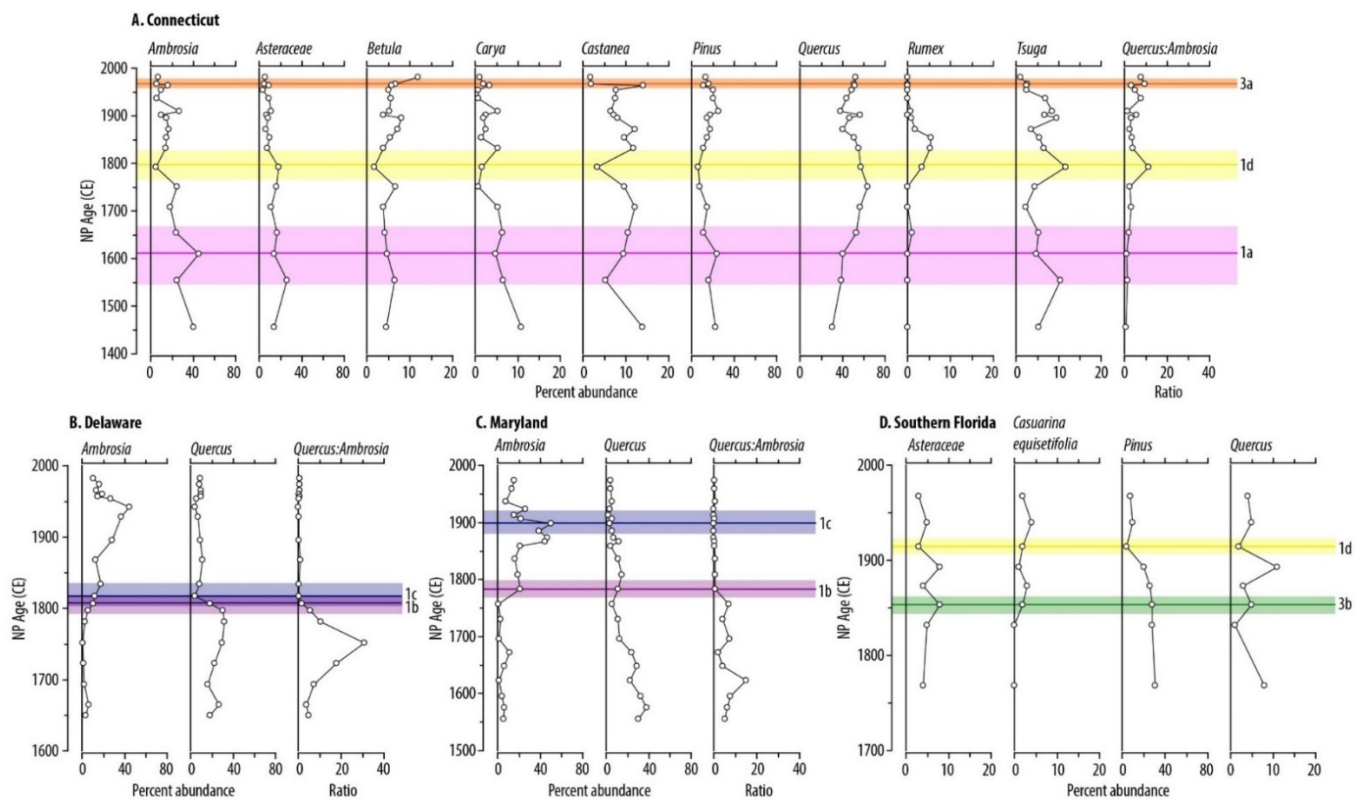 A. Connecticut
Ambrosia Asteraceae Betula Carya Castanea Pinus Quercus Rumex Tsuga Quercus:Ambrosia
2000
3a
1900
1800
1d
1700
1600
1a
1500
1400
NP Age (CE)
0 40 80 0 40 80 0 10 20 0 10 20 0 10 20 0 40 80 0 40 80 0 10 20 0 10 20 0 20 40
Percent abundance Ratio
B. Delaware
Ambrosia Quercus Quercus:Ambrosia
2000
1900
1c
1800
1b
1700
1600
NP Age (CE)
0 40 80 0 40 80 0 20 40
Percent abundance Ratio
C. Maryland
Ambrosia Quercus Quercus:Ambrosia
2000
1900
1c
1800
1b
1700
1600
1500
NP Age (CE)
0 40 80 0 40 80 0 20 40
Percent abundance Ratio
D. Southern Florida
Asteraceae Casuarina equisetifolia Pinus Quercus
2000
1900
1d
3b
1800
1700
NP Age (CE)
0 10 20 0 10 20 0 40 80 0 10 20
Percent abundance